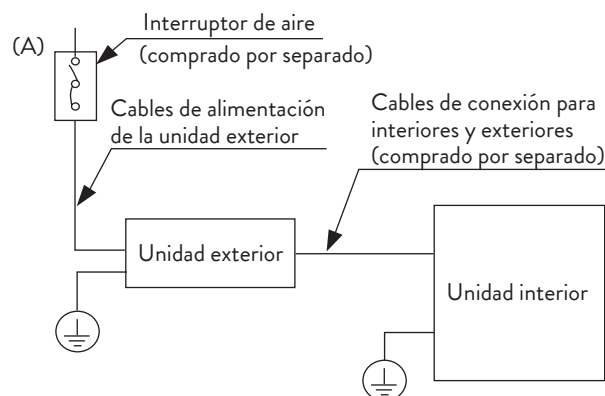 (A)
Interruptor de aire
(comprado por separado)
Cables de alimentación
de la unidad exterior
Cables de conexión para
interiores y exteriores
(comprado por separado)
Unidad exterior
Unidad interior